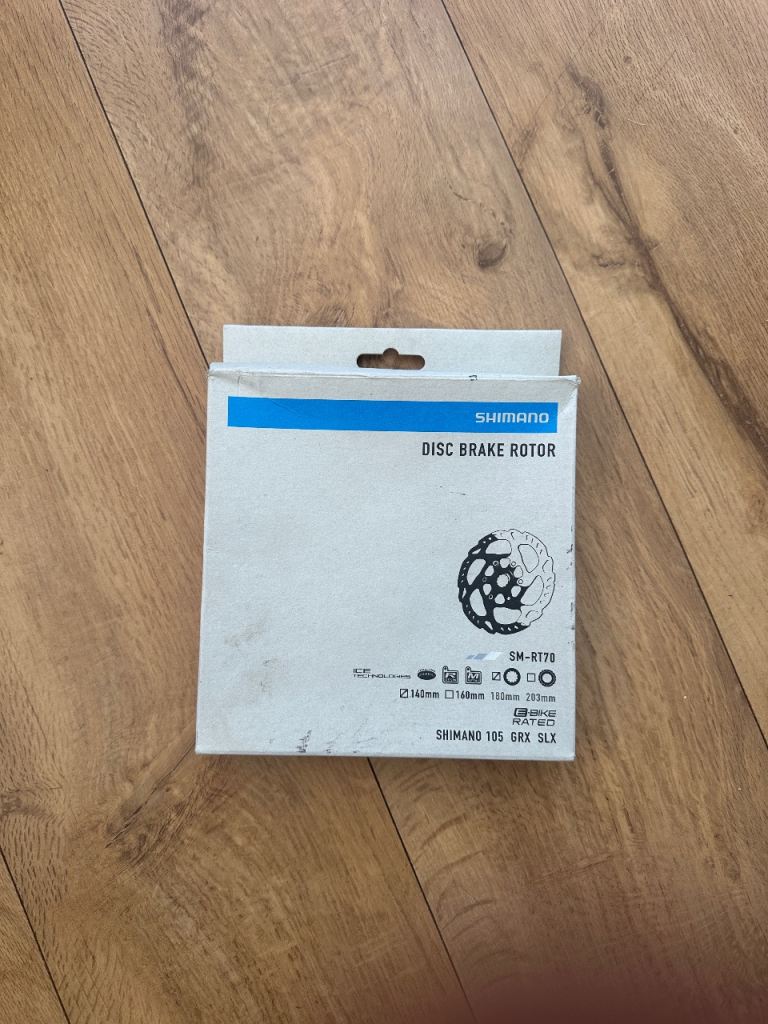 SHIMANO
DISC BRAKE ROTOR
SM-RT70
ICE TECHNOLOGIES R M
140mm 160mm 180mm 203mm
E-BIKE
RATED
SHIMANO 105 GRX SLX